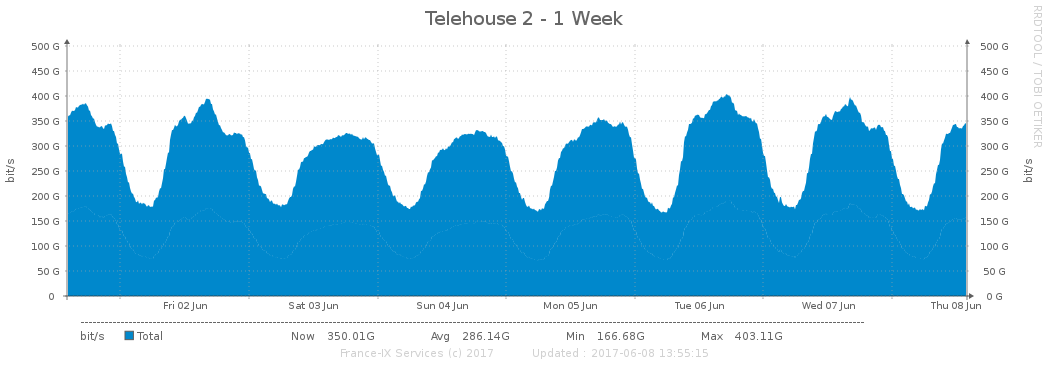 Telehouse 2 - 1 Week
RRDTOOL / TOBI OETIKER
500 G 500 G
450 G 450 G
400 G 400 G
350 G 350 G
300 G 300 G
250 G 250 G
200 G 200 G
150 G 150 G
100 G 100 G
50 G 50 G
0 0 G
bit/s bit/s
Fri 02 Jun Sat 03 Jun Sun 04 Jun Mon 05 Jun Tue 06 Jun Wed 07 Jun Thu 08 Jun
bit/s Total Now 350.01G Avg 286.14G Min 166.68G Max 403.11G
France-IX Services (c) 2017 Updated : 2017-06-08 13:55:15